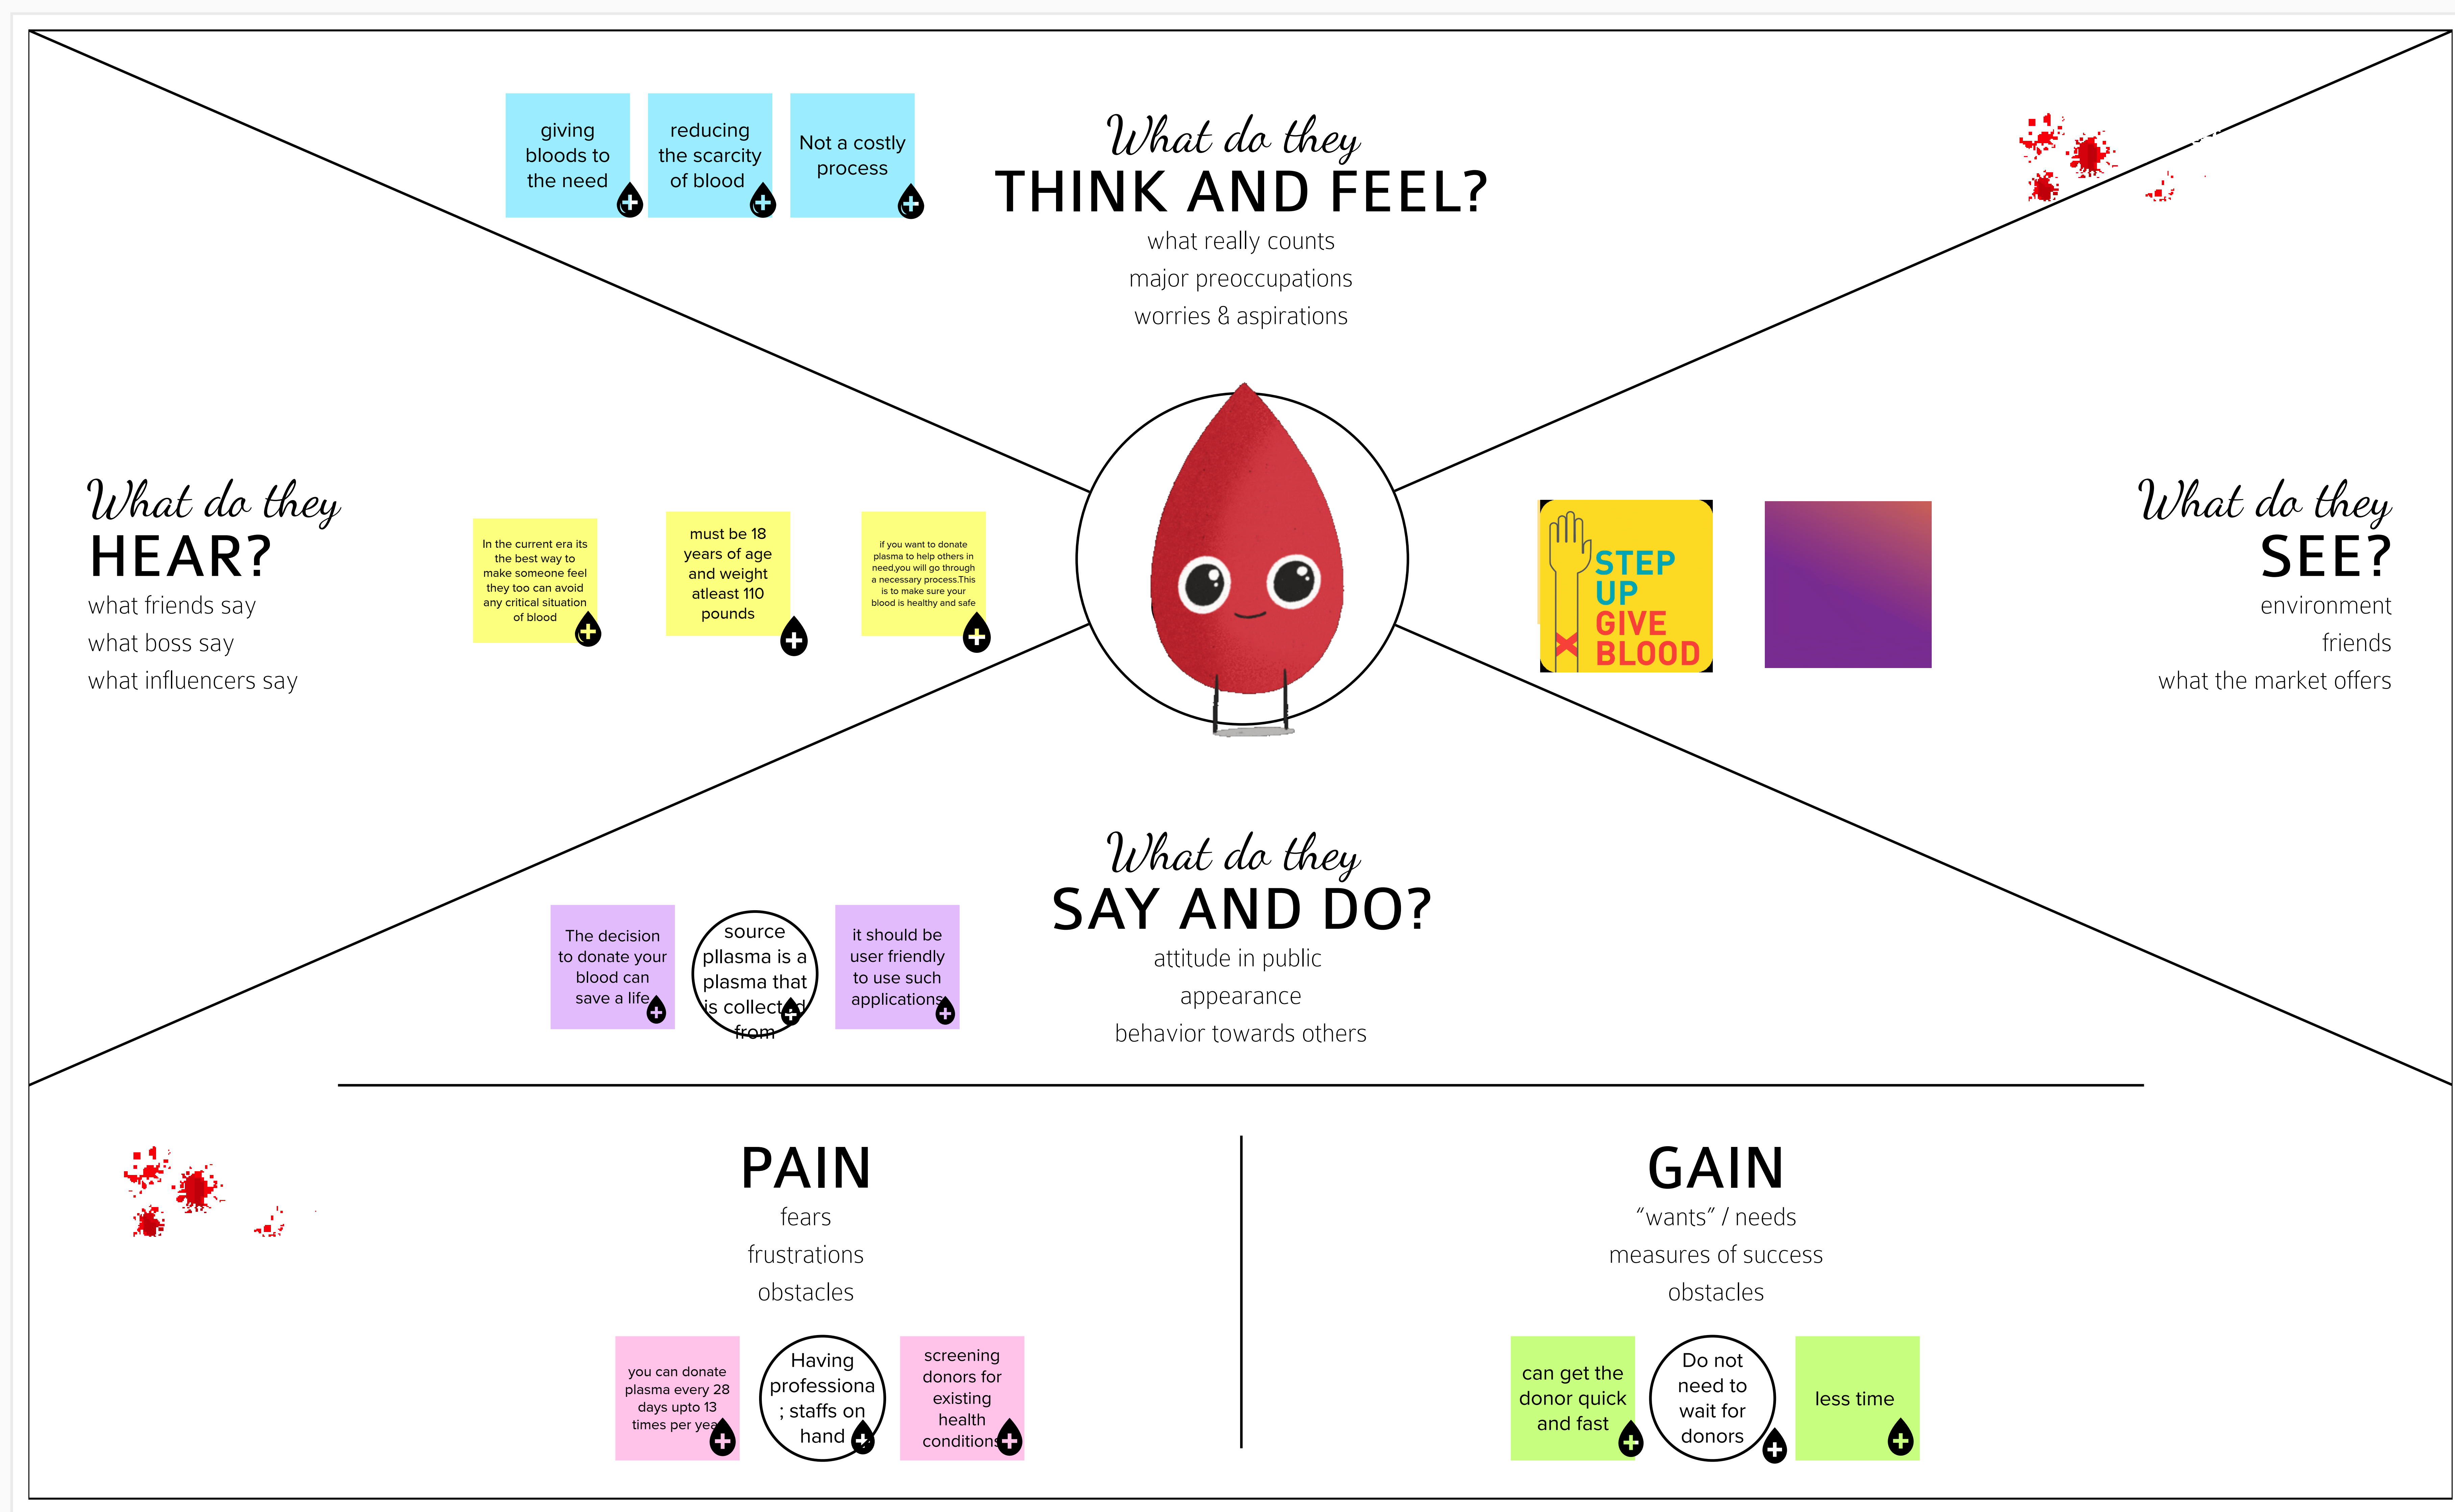 giving
bloods to
the need
reducing
the scarcity
of blood
Not a costly
process
What do they
THINK AND FEEL?
what really counts
major preoccupations
worries & aspirations
What do they
HEAR?
what friends say
what boss say
what influencers say
In the current era its
the best way to
make someone feel
they too can avoid
any critical situation
of blood
must be 18
years of age
and weight
atleast 110
pounds
if you want to donate
plasma to help others in
need,you will go through
a necessary process.This
is to make sure your
blood is healthy and safe
STEP
UP
GIVE
BLOOD
What do they
SEE?
environment
friends
what the market offers
The decision
to donate your
blood can
save a life
source
pllasma is a
plasma that
is collected
from
it should be
user friendly
to use such
applications
What do they
SAY AND DO?
attitude in public
appearance
behavior towards others
PAIN
fears
frustrations
obstacles
you can donate
plasma every 28
days upto 13
times per year
Having
professiona
; staffs on
hand
screening
donors for
existing
health
conditions
GAIN
“wants” / needs
measures of success
obstacles
can get the
donor quick
and fast
Do not
need to
wait for
donors
less time